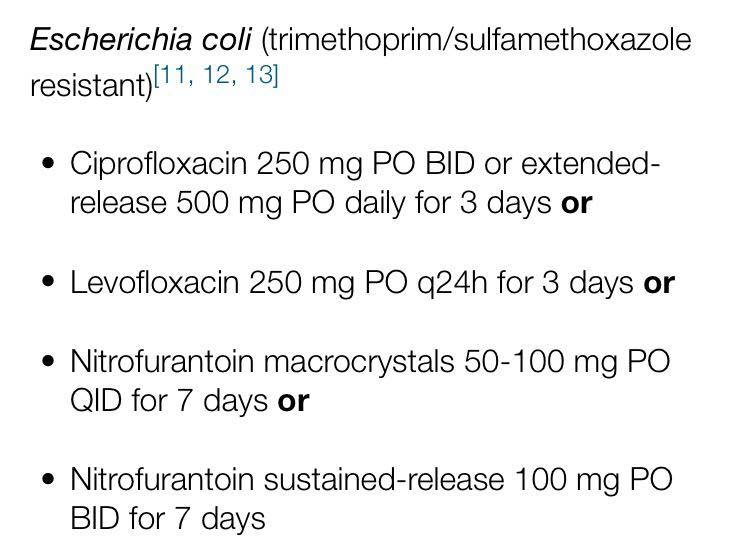 Escherichia coli (trimethoprim/sulfamethoxazole
resistant)[11, 12, 13]
• Ciprofloxacin 250 mg PO BID or extended-
release 500 mg PO daily for 3 days or
• Levofloxacin 250 mg PO q24h for 3 days or
• Nitrofurantoin macrocrystals 50-100 mg PO
QID for 7 days or
• Nitrofurantoin sustained-release 100 mg PO
BID for 7 days